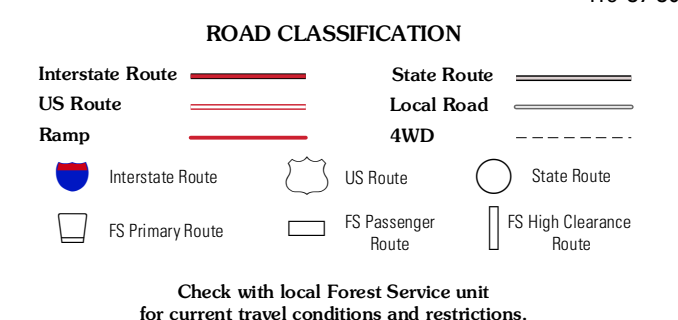 ROAD CLASSIFICATION
Interstate Route
State Route
US Route
Local Road
Ramp
4WD
Interstate Route
US Route
State Route
FS Primary Route
FS Passenger
Route
FS High Clearance
Route
Check with local Forest Service unit
for current travel conditions and restrictions.